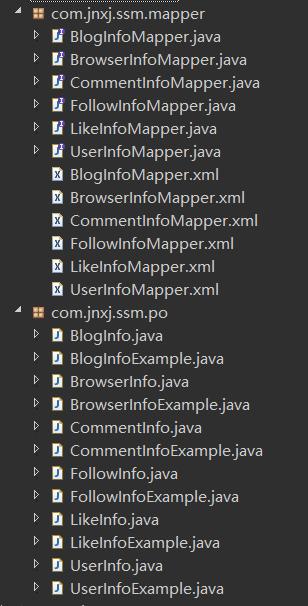 com.jnxj.ssm.mapper
BlogInfoMapper.java
BrowserInfoMapper.java
CommentInfoMapper.java
FollowInfoMapper.java
LikeInfoMapper.java
UserInfoMapper.java
BlogInfoMapper.xml
BrowserInfoMapper.xml
CommentInfoMapper.xml
FollowInfoMapper.xml
LikeInfoMapper.xml
UserInfoMapper.xml
com.jnxj.ssm.po
BlogInfo.java
BlogInfoExample.java
BrowserInfo.java
BrowserInfoExample.java
CommentInfo.java
CommentInfoExample.java
FollowInfo.java
FollowInfoExample.java
LikeInfo.java
LikeInfoExample.java
UserInfo.java
UserInfoExample.java